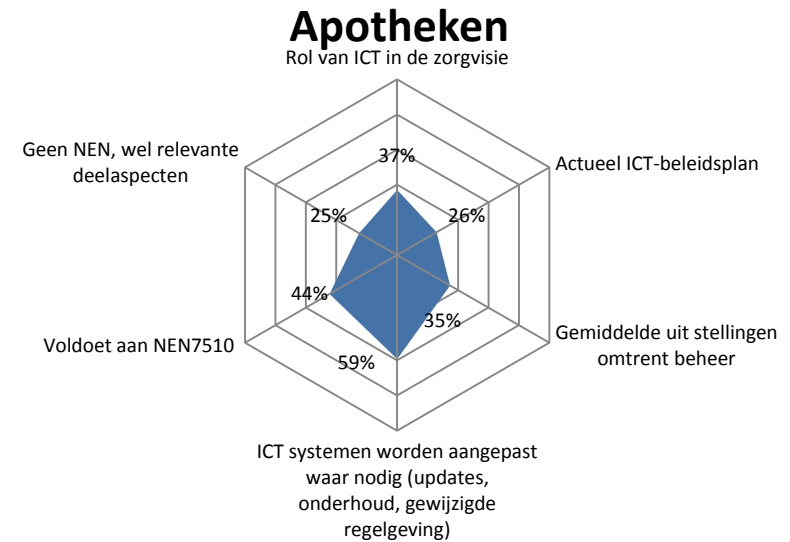 Apotheken
Rol van ICT in de zorgvisie
37%
Geen NEN, wel relevante
deelaspecten
Actueel ICT-beleidsplan
25%
26%
44%
35%
Voldoet aan NEN7510
59%
Gemiddelde uit stellingen
omtrent beheer
ICT systemen worden aangepast
waar nodig (updates,
onderhoud, gewijzigde
regelgeving)